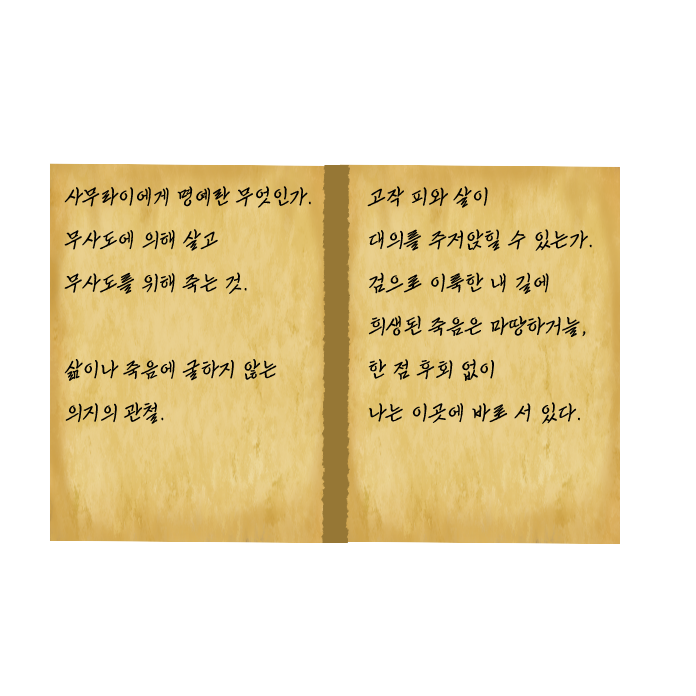 사무라이에게 명예란 무엇인가.
무사도에 의해 살고
무사도를 위해 죽는 것.
삶이나 죽음에 굴하지 않는
의지의 관철.
고작 피와 살이
대의를 주저앉힐 수 있는가.
검으로 이룩한 내 길에
희생된 죽음은 마땅하거늘,
한 점 후회 없이
나는 이곳에 바로 서 있다.